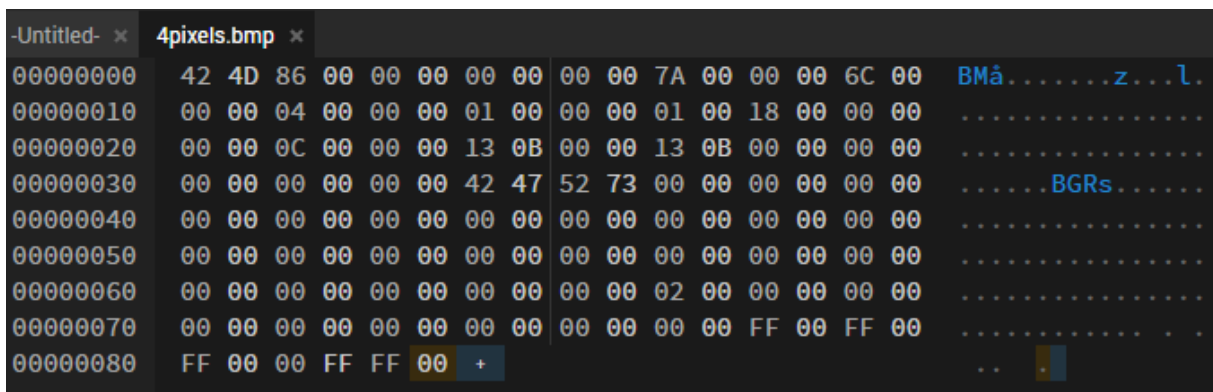 -Untitled- × 4pixels.bmp ×
00000000 42 4D 86 00 00 00 00 00 00 00 7A 00 00 00 6C 00 BMå.......z...l.
00000010 00 00 04 00 00 00 01 00 00 00 01 00 18 00 00 00 ................
00000020 00 00 0C 00 00 00 13 0B 00 00 13 0B 00 00 00 00 ................
00000030 00 00 00 00 00 00 42 47 52 73 00 00 00 00 00 00 ......BGRs......
00000040 00 00 00 00 00 00 00 00 00 00 00 00 00 00 00 00 ................
00000050 00 00 00 00 00 00 00 00 00 00 00 00 00 00 00 00 ................
00000060 00 00 00 00 00 00 00 00 00 00 02 00 00 00 00 00 ................
00000070 00 00 00 00 00 00 00 00 00 00 00 00 FF 00 FF 00 ............ . .
00000080 FF 00 00 FF FF 00 + .. .